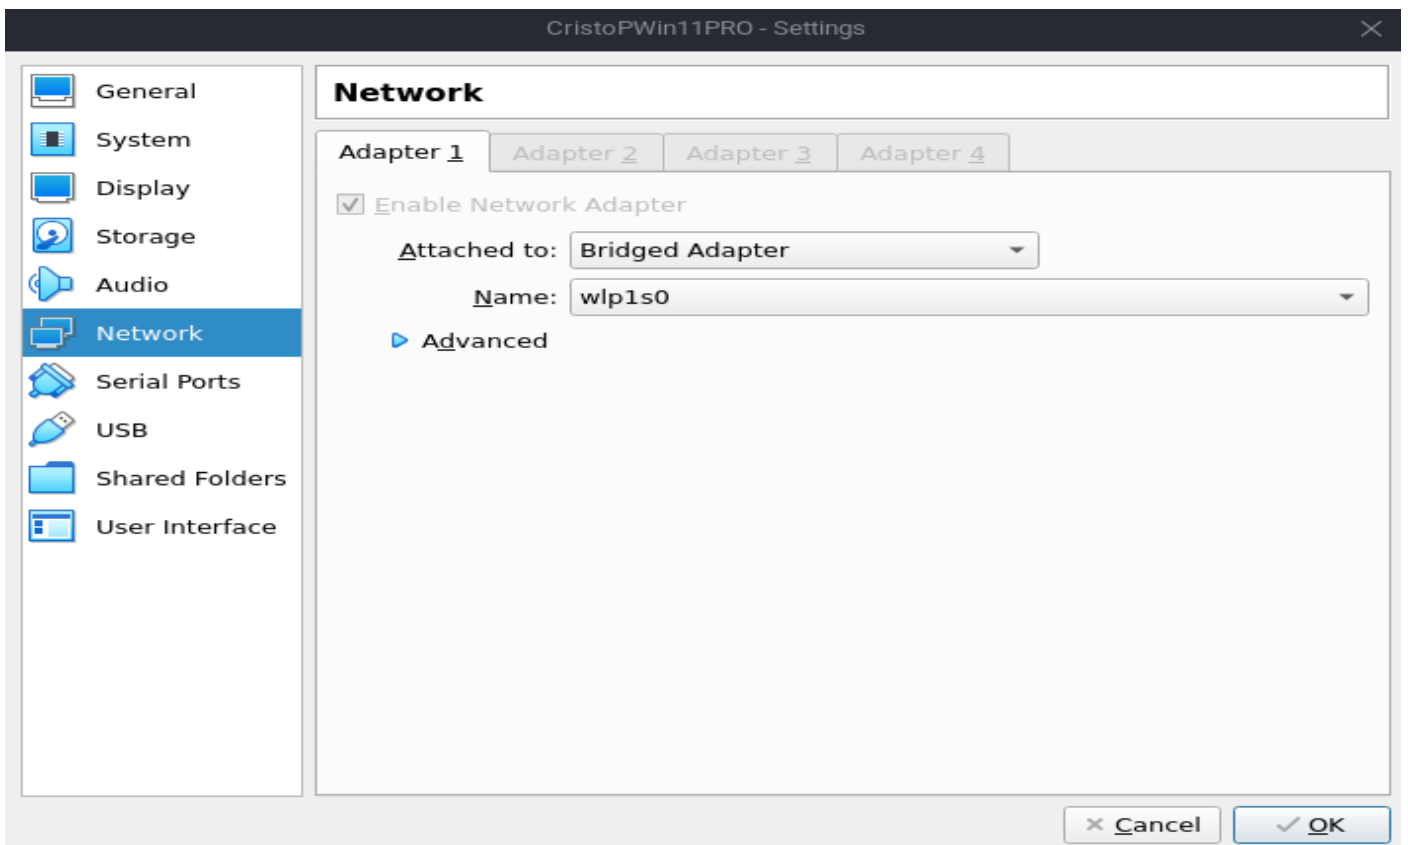 CristoPWin11PRO - Settings
General
System
Display
Storage
Audio
Network
Serial Ports
USB
Shared Folders
User Interface
Network
Adapter 1
Adapter 2
Adapter 3
Adapter 4
Enable Network Adapter
Attached to: Bridged Adapter
Name: wlp1s0
Advanced
Cancel
OK